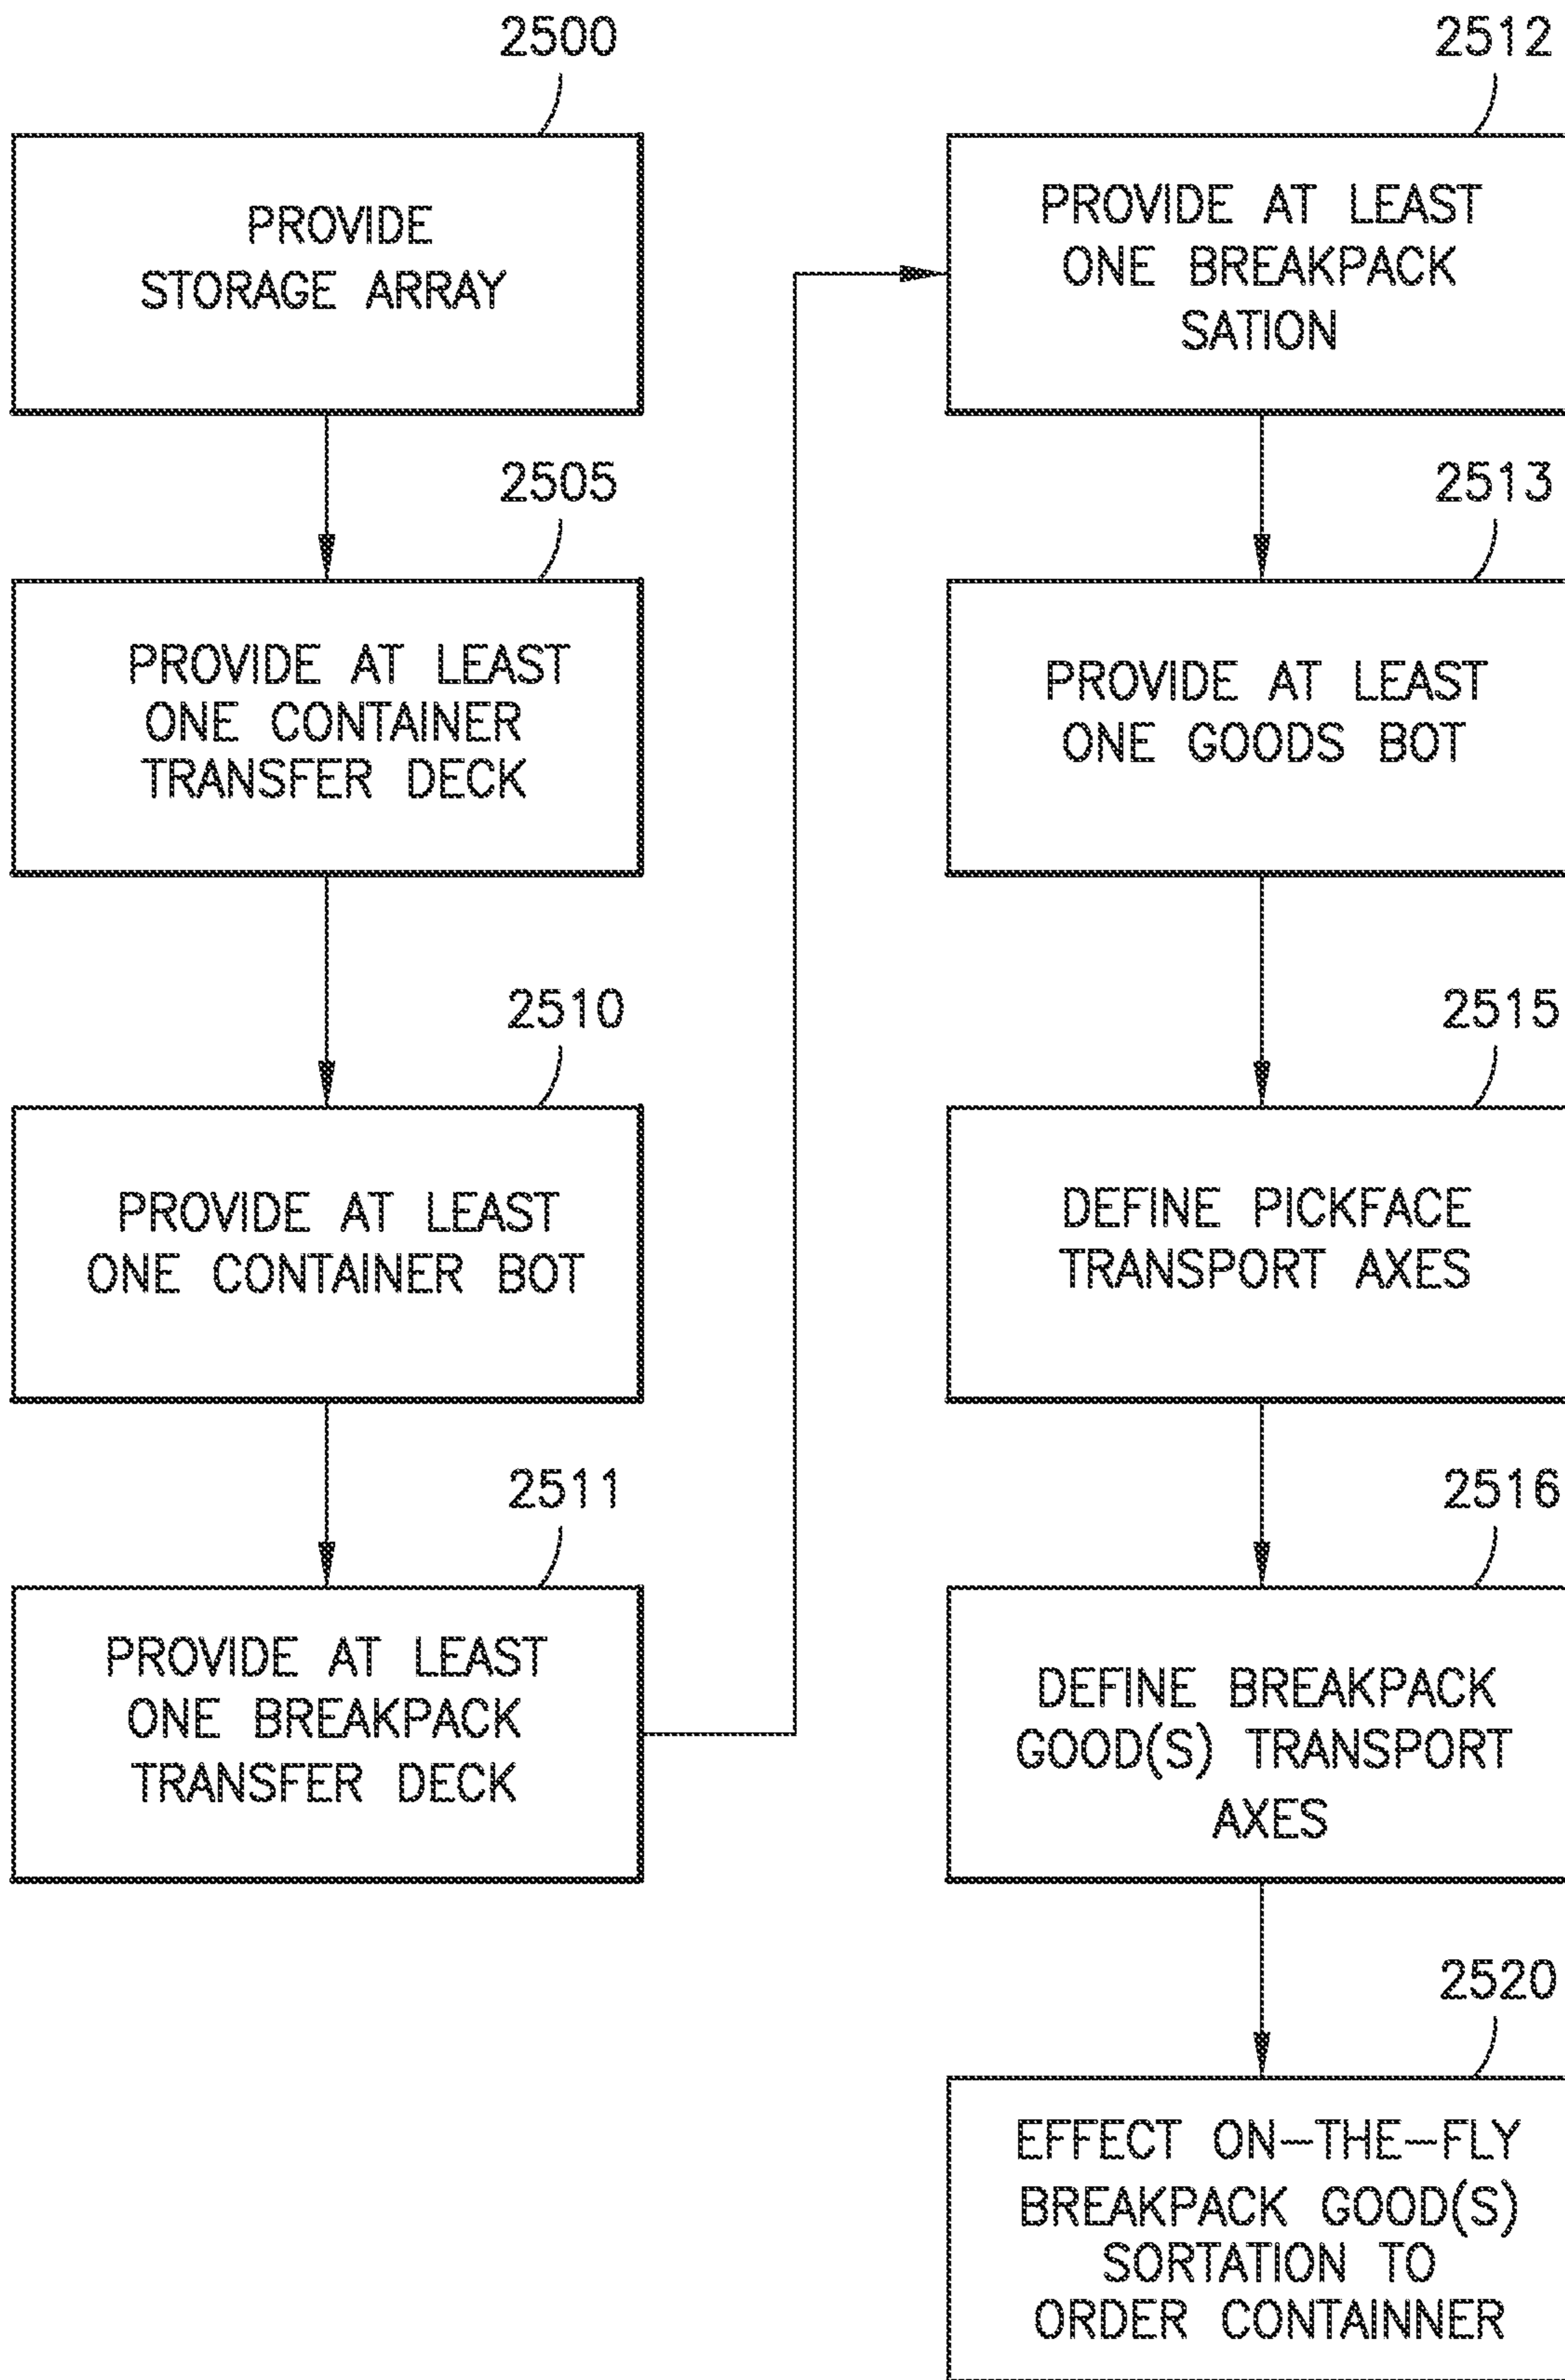 2500
PROVIDE
STORAGE ARRAY
2505
PROVIDE AT LEAST
ONE CONTAINER
TRANSFER DECK
2510
PROVIDE AT LEAST
ONE CONTAINER BOT
2511
PROVIDE AT LEAST
ONE BREAKPACK
TRANSFER DECK
2512
PROVIDE AT LEAST
ONE BREAKPACK
SATION
2513
PROVIDE AT LEAST
ONE GOODS BOT
2515
DEFINE PICKFACE
TRANSPORT AXES
2516
DEFINE BREAKPACK
GOOD(S) TRANSPORT
AXES
2520
EFFECT ON-THE-FLY
BREAKPACK GOOD(S)
SORTATION TO
ORDER CONTAINNER